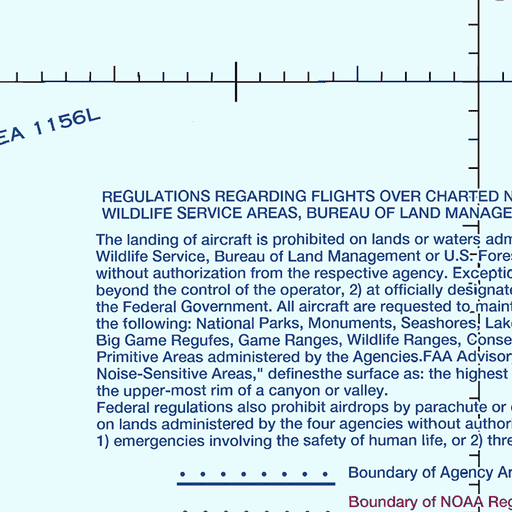 EA 1156L
REGULATIONS REGARDING FLIGHTS OVER CHARTED N
WILDLIFE SERVICE AREAS, BUREAU OF LAND MANAGE
The landing of aircraft is prohibited on lands or waters adm
Wildlife Service, Bureau of Land Management or U.S. Fores
without authorization from the respective agency. Exceptio
beyond the control of the operator, 2) at officially designate
the Federal Government. All aircraft are requested to maint
the following: National Parks, Monuments, Seashores, Lak
Big Game Regufes, Game Ranges, Wildlife Ranges, Conse
Primitive Areas administered by the Agencies.FAA Advisor
Noise-Sensitive Areas," definesthe surface as: the highest
the upper-most rim of a canyon or valley.
Federal regulations also prohibit airdrops by parachute or
on lands administered by the four agencies without author
1) emergencies involving the safety of human life, or 2) thre
Boundary of Agency Ar
Boundary of NOAA Reg